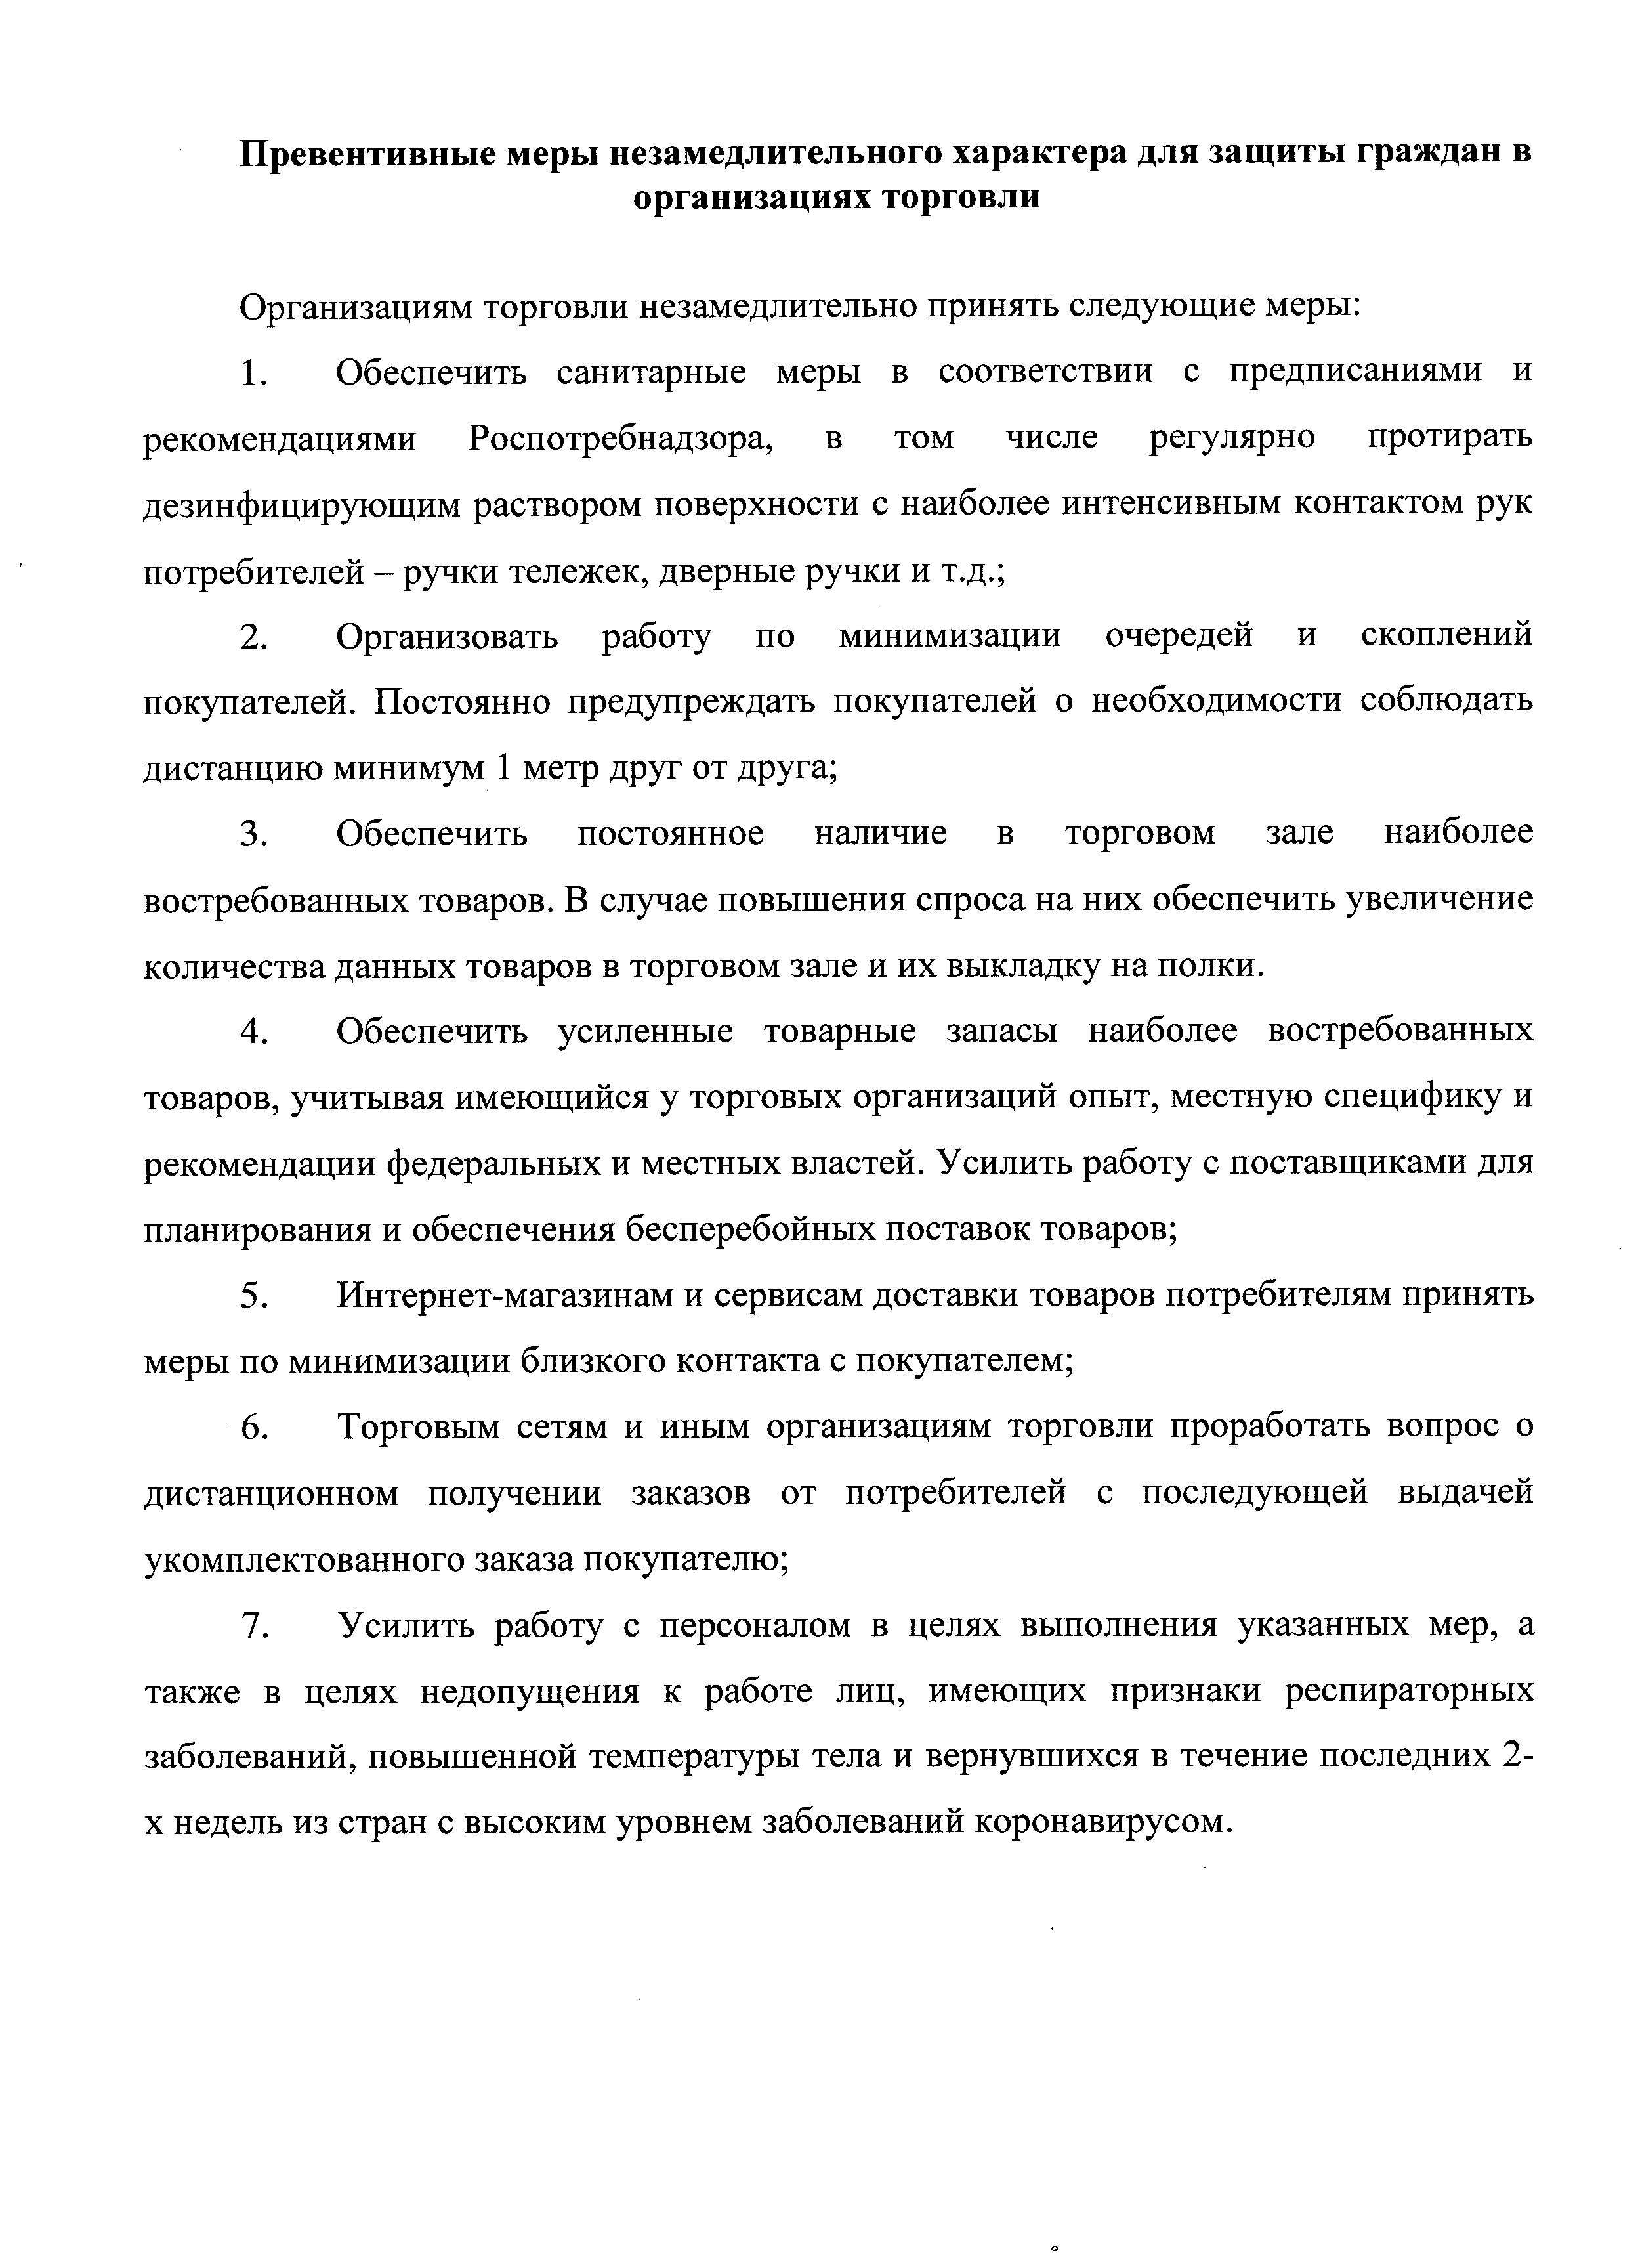 Превентивные меры незамедлительного характера для защиты граждан в
организациях торговли
Организациям торговли незамедлительно принять следующие меры:
1. Обеспечить санитарные меры в соответствии с предписаниями и
рекомендациями Роспотребнадзора, в том числе регулярно протирать
дезинфицирующим раствором поверхности с наиболее интенсивным контактом рук
потребителей – ручки тележек, дверные ручки и т.д.;
2. Организовать работу по минимизации очередей и скоплений
покупателей. Постоянно предупреждать покупателей о необходимости соблюдать
дистанцию минимум 1 метр друг от друга;
3. Обеспечить постоянное наличие в торговом зале наиболее
востребованных товаров. В случае повышения спроса на них обеспечить увеличение
количества данных товаров в торговом зале и их выкладку на полки.
4. Обеспечить усиленные товарные запасы наиболее востребованных
товаров, учитывая имеющийся у торговых организаций опыт, местную специфику и
рекомендации федеральных и местных властей. Усилить работу с поставщиками для
планирования и обеспечения бесперебойных поставок товаров;
5. Интернет-магазинам и сервисам доставки товаров потребителям принять
меры по минимизации близкого контакта с покупателем;
6. Торговым сетям и иным организациям торговли проработать вопрос о
дистанционном получении заказов от потребителей с последующей выдачей
укомплектованного заказа покупателю;
7. Усилить работу с персоналом в целях выполнения указанных мер, а
также в целях недопущения к работе лиц, имеющих признаки респираторных
заболеваний, повышенной температуры тела и вернувшихся в течение последних 2-
х недель из стран с высоким уровнем заболеваний коронавирусом.